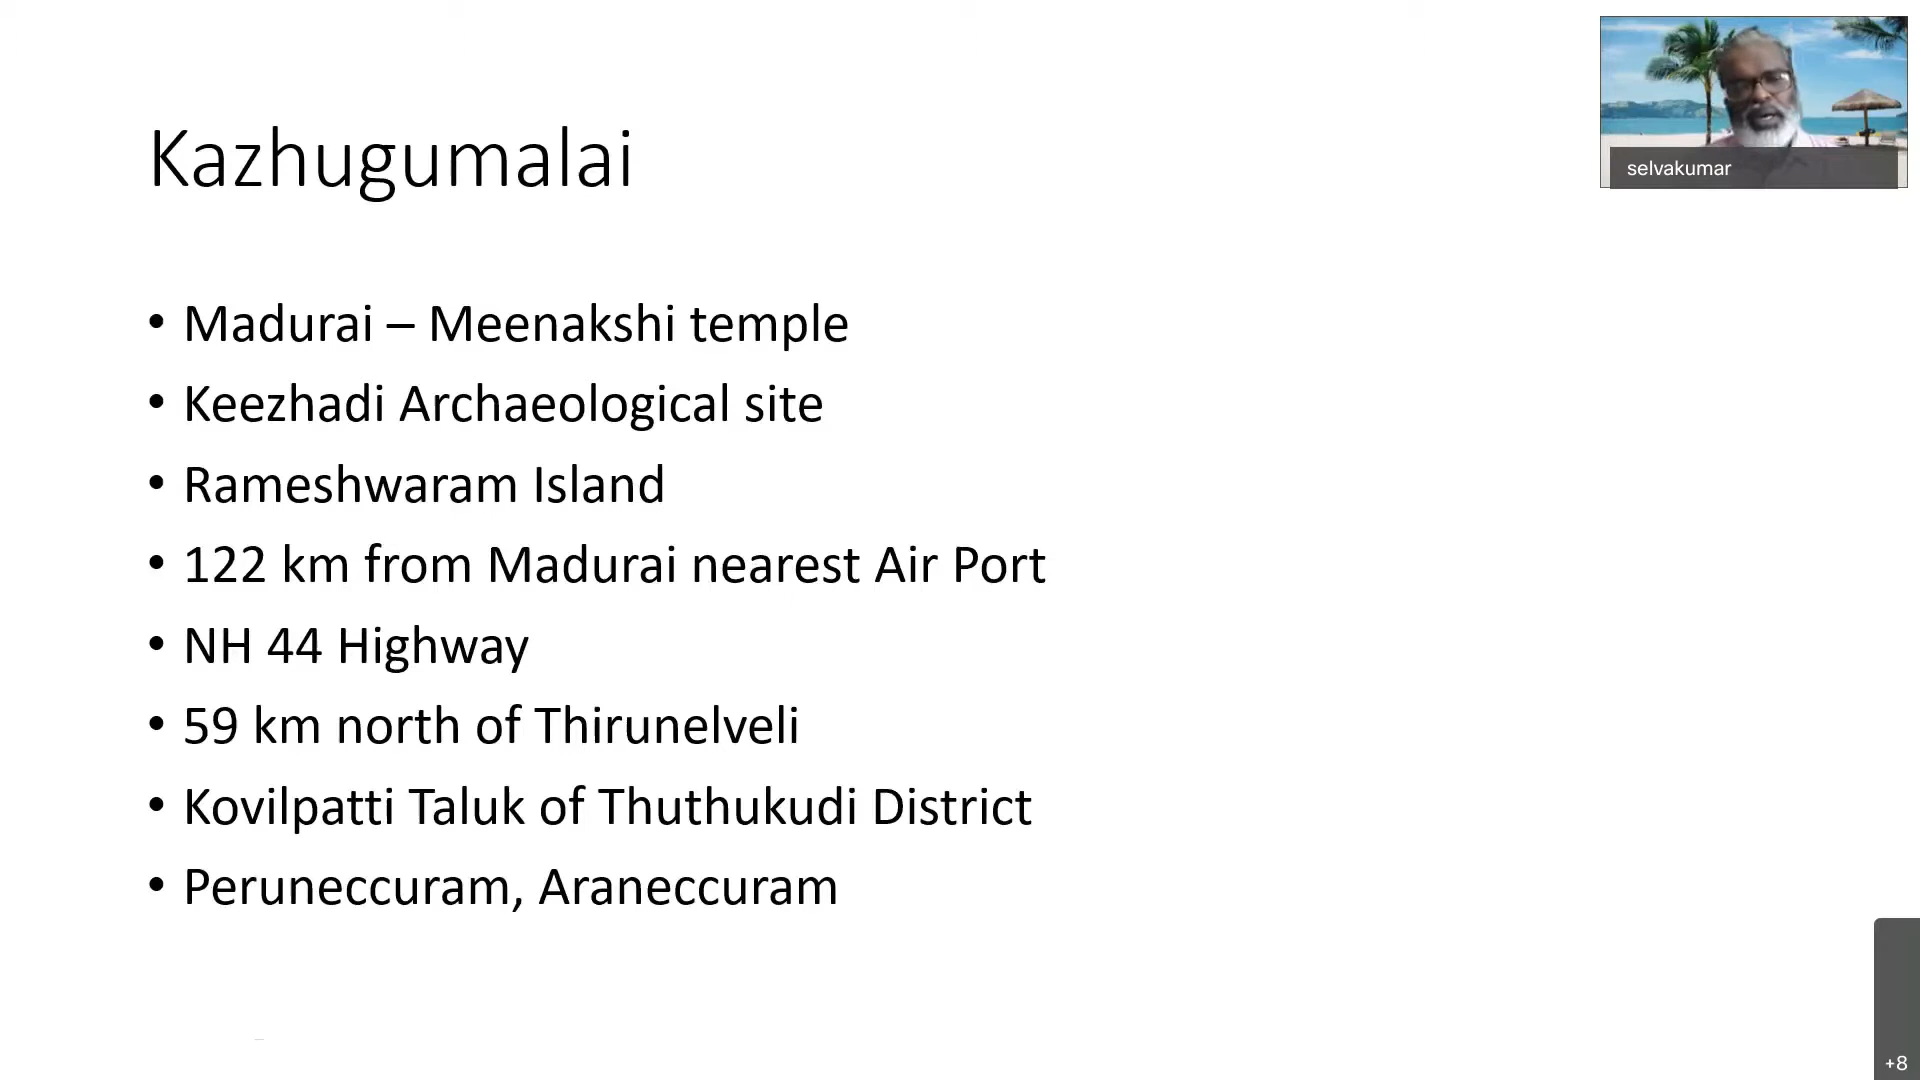 Kazhugumalai
selvakumar
• Madurai – Meenakshi temple
• Keezhadi Archaeological site
• Rameshwaram Island
• 122 km from Madurai nearest Air Port
• NH 44 Highway
• 59 km north of Thirunelveli
• Kovilpatti Taluk of Thuthukudi District
• Peruneccuram, Araneccuram
+8